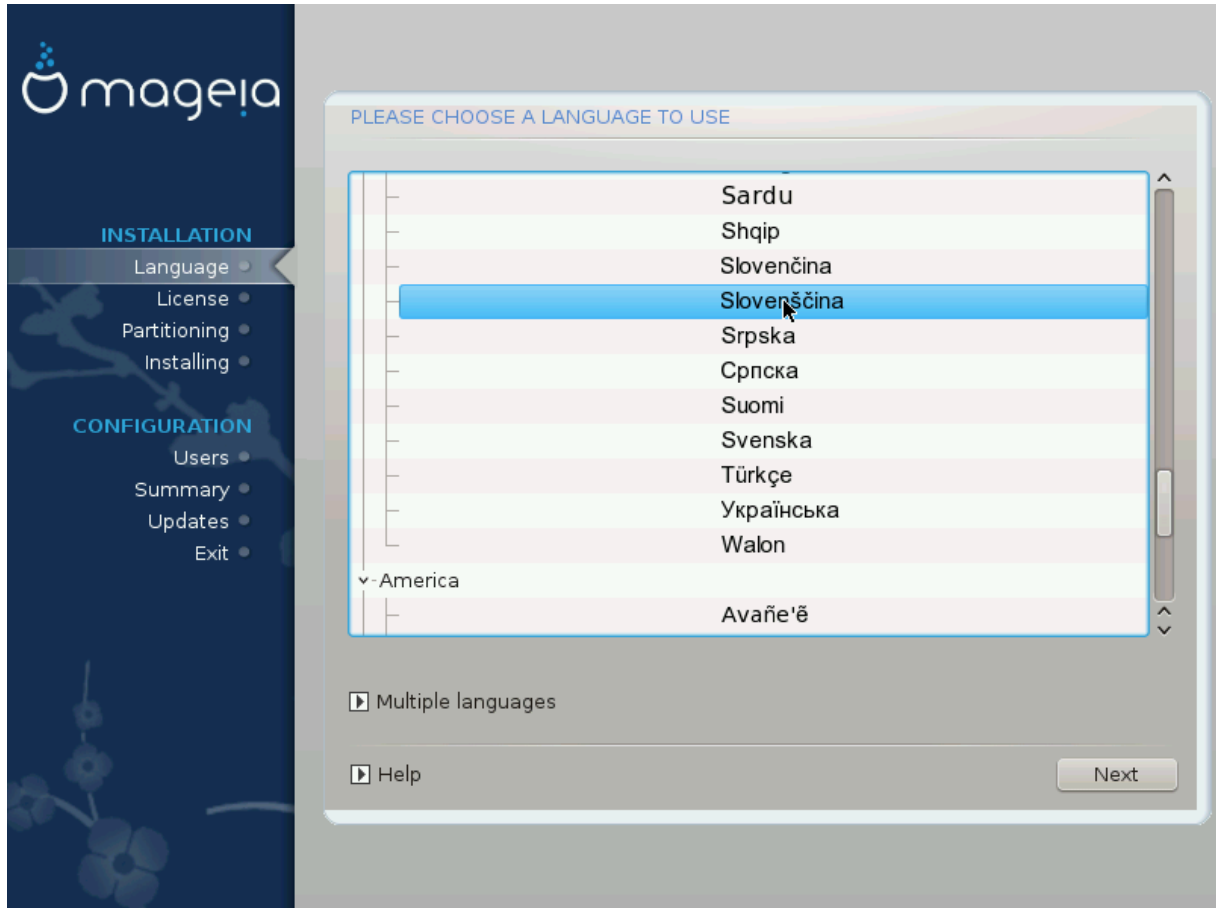 mageia
INSTALLATION
Language
License
Partitioning
Installing
CONFIGURATION
Users
Summary
Updates
Exit
PLEASE CHOOSE A LANGUAGE TO USE
Sardu
Shqip
Slovenčina
Slovenščina
Srpska
Српска
Suomi
Svenska
Türkçe
Українська
Walon
America
Avañe'ẽ
Multiple languages
Help
Next